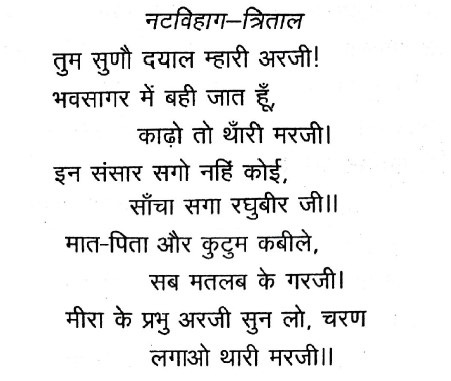 नटविहाग–त्रिताल
तुम सुणौ दयाल म्हारी अरजी!
भवसागर में बही जात हूँ,
काढ़ो तो थाँरी मरजी।
इन संसार सगो नहिं कोई,
साँचा सगा रघुबीर जी॥
मात-पिता और कुटुम कबीले,
सब मतलब के गरजी।
मीरा के प्रभु अरजी सुन लो, चरण
लगाओ थारी मरजी॥